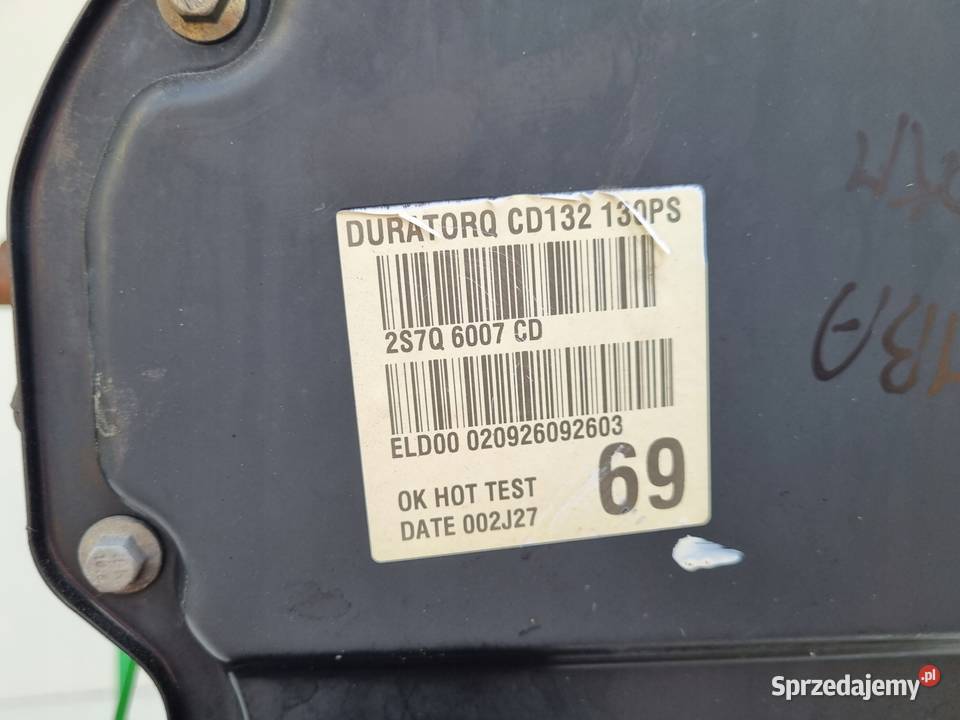 DURATORQ CD132 130PS
2S7Q 6007 CD
ELD00 020926092603
69
OK HOT TEST
DATE 002J27
Sprzedajemy.pl